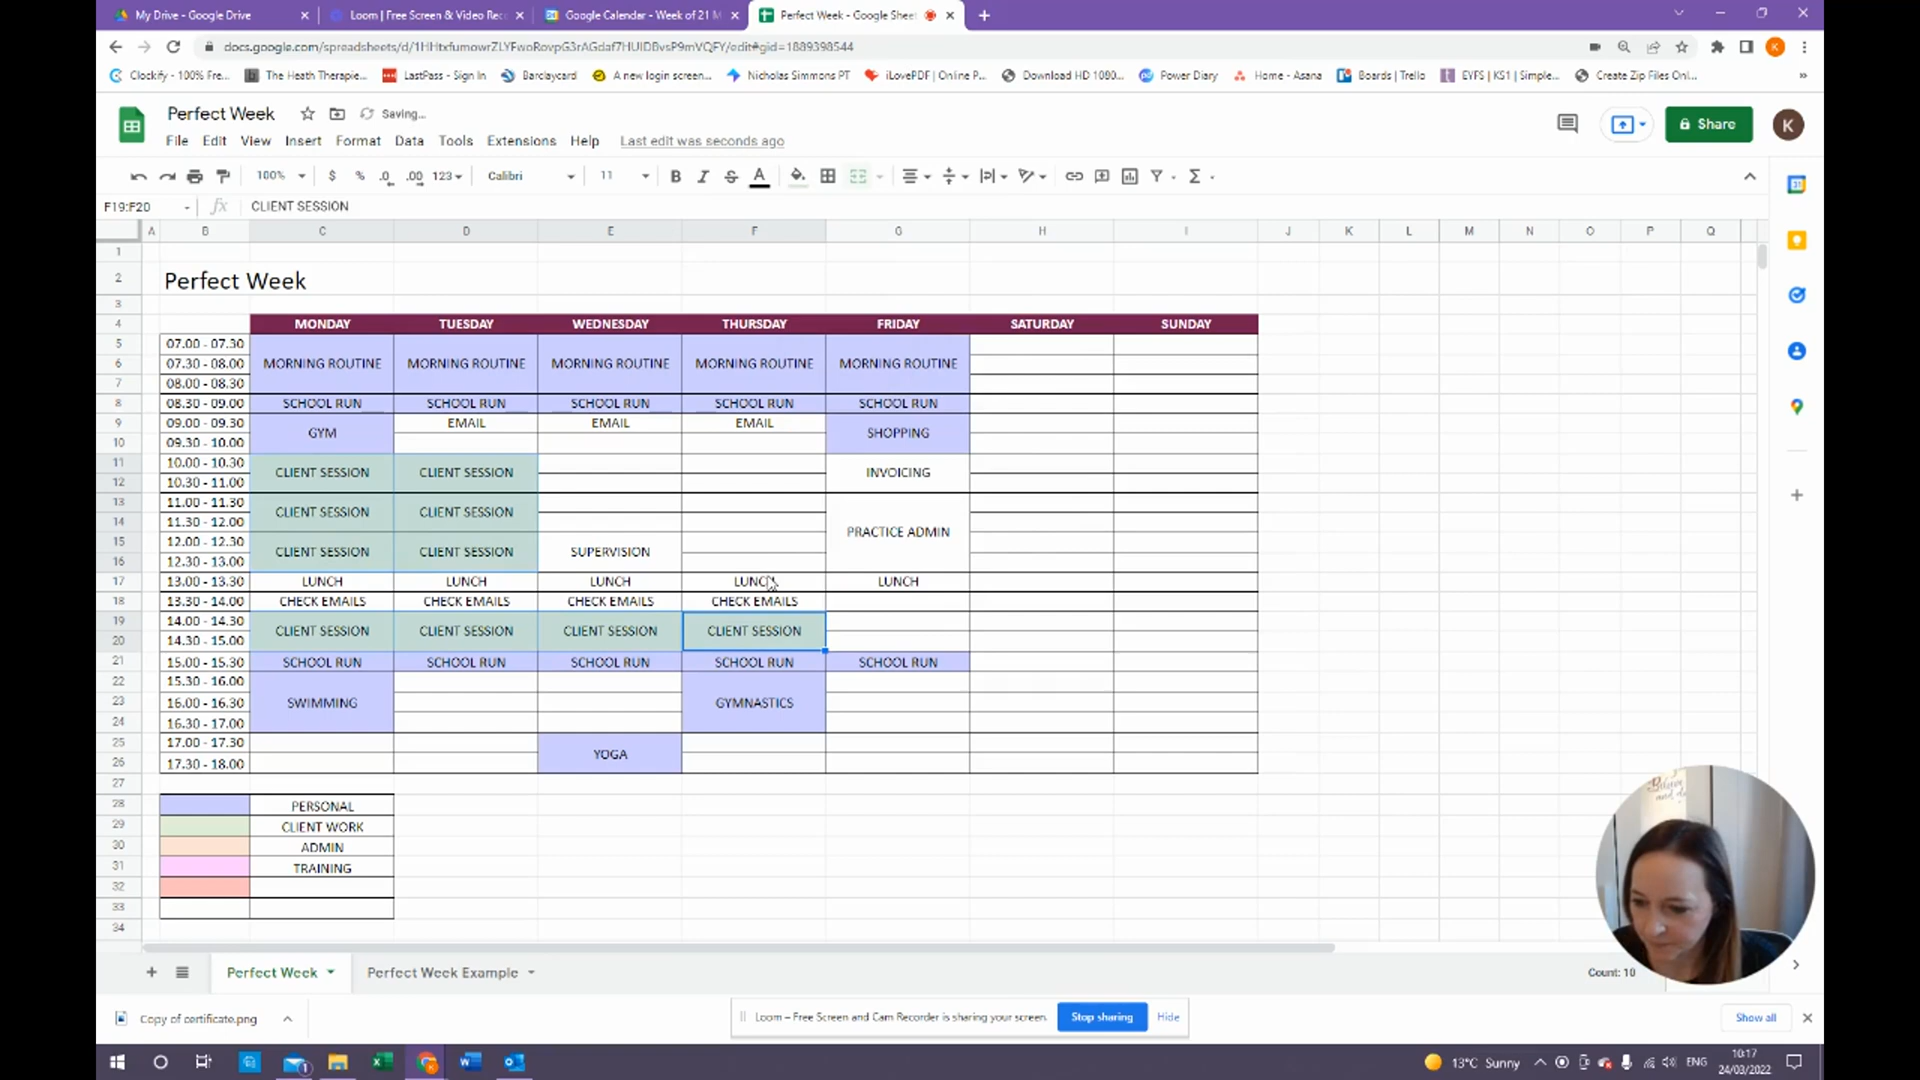 My Drive - Google Drive
Loom | Free Screen & Video Rec
Google Calendar - Week of 21 M
Perfect Week - Google Sheet
docs.google.com/spreadsheets/d/1HHtxfumowrZLYFwoRovpG3rAGdaf7HUIDBvsP9mVQFY/edit#gid=1889398544
Clockify - 100% Fre...
The Heath Therapie...
LastPass - Sign In
Barclaycard
A new login screen...
Nicholas Simmons PT
iLovePDF | Online P...
Download HD 1080...
Power Diary
Home - Asana
Boards | Trello
EYFS | KS1 | Simple...
Create Zip Files Onl...
»
Perfect Week
Saving...
File Edit View Insert Format Data Tools Extensions Help Last edit was seconds ago
Share
K
100% $ % .0 .00 123 Calibri 11 B I S A
F19:F20 fx CLIENT SESSION
A B C D E F G H I J K L M N O P Q
1
2 Perfect Week
3
4 MONDAY TUESDAY WEDNESDAY THURSDAY FRIDAY SATURDAY SUNDAY
5 07.00 - 07.30
6 07.30 - 08.00 MORNING ROUTINE MORNING ROUTINE MORNING ROUTINE MORNING ROUTINE MORNING ROUTINE
7 08.00 - 08.30
8 08.30 - 09.00 SCHOOL RUN SCHOOL RUN SCHOOL RUN SCHOOL RUN SCHOOL RUN
9 09.00 - 09.30 EMAIL EMAIL EMAIL
GYM SHOPPING
10 09.30 - 10.00
11 10.00 - 10.30
CLIENT SESSION CLIENT SESSION INVOICING
12 10.30 - 11.00
13 11.00 - 11.30
CLIENT SESSION CLIENT SESSION
14 11.30 - 12.00
PRACTICE ADMIN
15 12.00 - 12.30
CLIENT SESSION CLIENT SESSION SUPERVISION
16 12.30 - 13.00
17 13.00 - 13.30 LUNCH LUNCH LUNCH LUNCH LUNCH
18 13.30 - 14.00 CHECK EMAILS CHECK EMAILS CHECK EMAILS CHECK EMAILS
19 14.00 - 14.30
CLIENT SESSION CLIENT SESSION CLIENT SESSION CLIENT SESSION
20 14.30 - 15.00
21 15.00 - 15.30 SCHOOL RUN SCHOOL RUN SCHOOL RUN SCHOOL RUN SCHOOL RUN
22 15.30 - 16.00
23 16.00 - 16.30 SWIMMING GYMNASTICS
24 16.30 - 17.00
25 17.00 - 17.30
YOGA
26 17.30 - 18.00
27
28 PERSONAL
29 CLIENT WORK
30 ADMIN
31 TRAINING
32
33
34
Perfect Week
Perfect Week Example
Count: 10
Copy of certificate.png
Loom – Free Screen and Cam Recorder is sharing your screen.
Stop sharing
Hide
Show all
13°C Sunny
ENG
10:17
24/03/2022